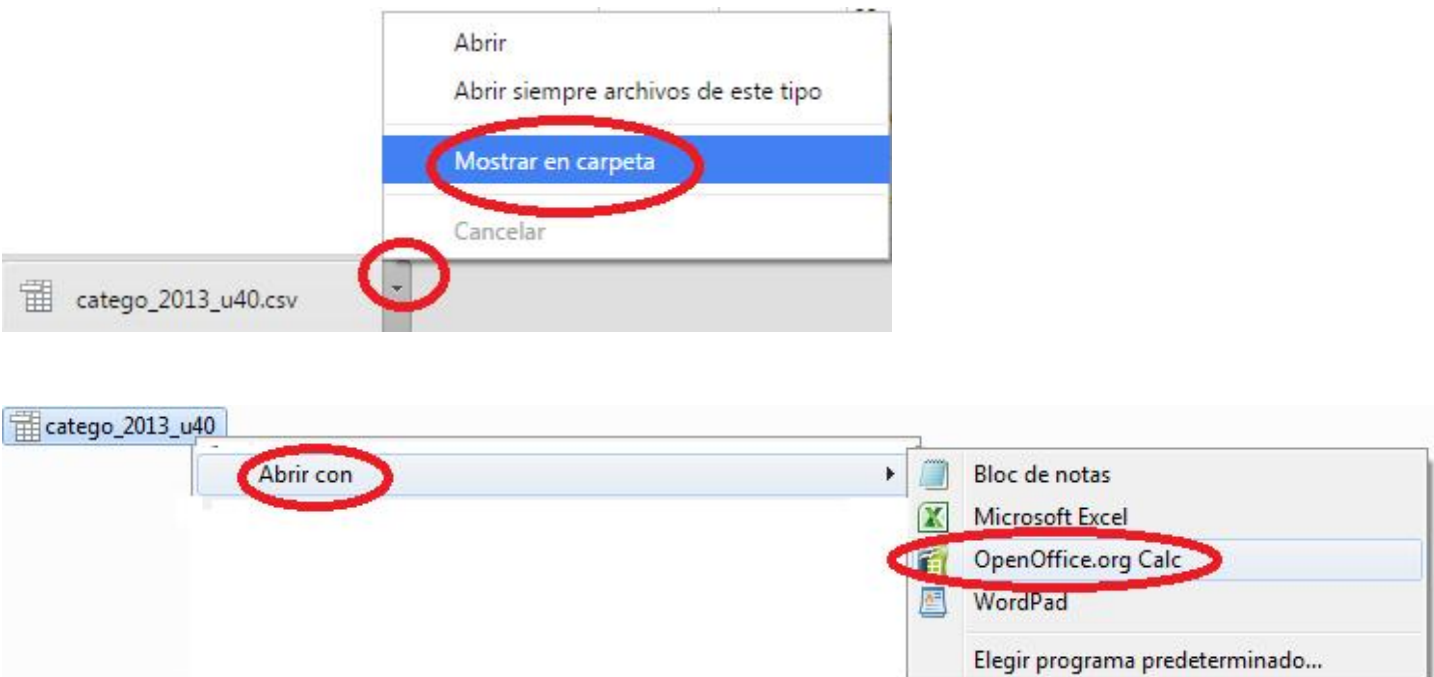 Abrir
Abrir siempre archivos de este tipo
Mostrar en carpeta
Cancelar
catego_2013_u40.csv
catego_2013_u40
Abrir con
Bloc de notas
Microsoft Excel
OpenOffice.org Calc
WordPad
Elegir programa predeterminado...